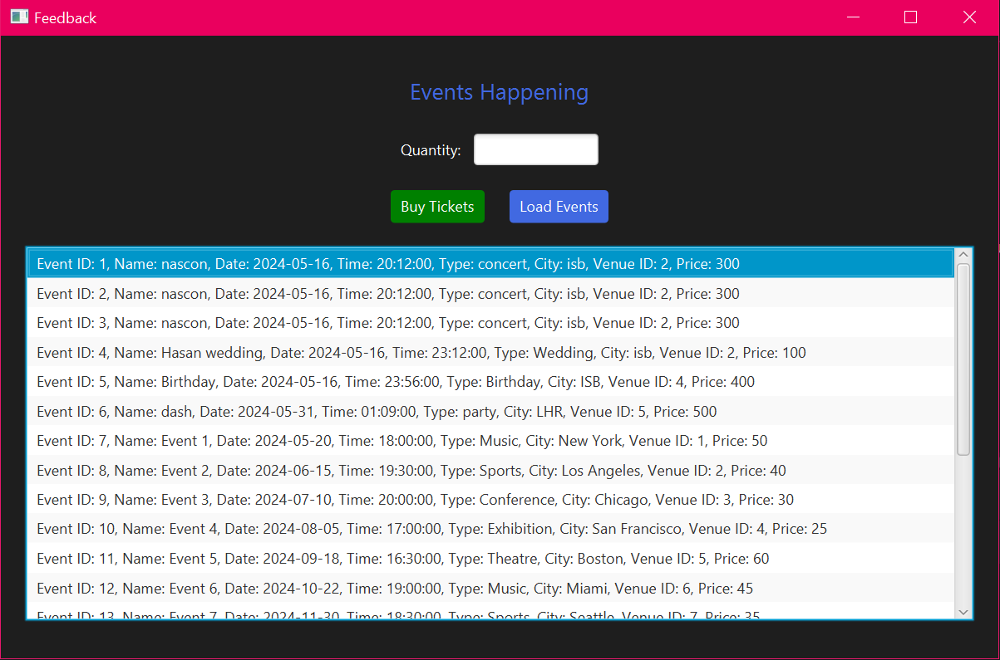 Feedback
Events Happening
Quantity:
Buy Tickets Load Events
Event ID: 1, Name: nascon, Date: 2024-05-16, Time: 20:12:00, Type: concert, City: isb, Venue ID: 2, Price: 300
Event ID: 2, Name: nascon, Date: 2024-05-16, Time: 20:12:00, Type: concert, City: isb, Venue ID: 2, Price: 300
Event ID: 3, Name: nascon, Date: 2024-05-16, Time: 20:12:00, Type: concert, City: isb, Venue ID: 2, Price: 300
Event ID: 4, Name: Hasan wedding, Date: 2024-05-16, Time: 23:12:00, Type: Wedding, City: isb, Venue ID: 2, Price: 100
Event ID: 5, Name: Birthday, Date: 2024-05-16, Time: 23:56:00, Type: Birthday, City: ISB, Venue ID: 4, Price: 400
Event ID: 6, Name: dash, Date: 2024-05-31, Time: 01:09:00, Type: party, City: LHR, Venue ID: 5, Price: 500
Event ID: 7, Name: Event 1, Date: 2024-05-20, Time: 18:00:00, Type: Music, City: New York, Venue ID: 1, Price: 50
Event ID: 8, Name: Event 2, Date: 2024-06-15, Time: 19:30:00, Type: Sports, City: Los Angeles, Venue ID: 2, Price: 40
Event ID: 9, Name: Event 3, Date: 2024-07-10, Time: 20:00:00, Type: Conference, City: Chicago, Venue ID: 3, Price: 30
Event ID: 10, Name: Event 4, Date: 2024-08-05, Time: 17:00:00, Type: Exhibition, City: San Francisco, Venue ID: 4, Price: 25
Event ID: 11, Name: Event 5, Date: 2024-09-18, Time: 16:30:00, Type: Theatre, City: Boston, Venue ID: 5, Price: 60
Event ID: 12, Name: Event 6, Date: 2024-10-22, Time: 19:00:00, Type: Music, City: Miami, Venue ID: 6, Price: 45
Event ID: 13, Name: Event 7, Date: 2024-11-30, Time: 18:30:00, Type: Sports, City: Seattle, Venue ID: 7, Price: 35